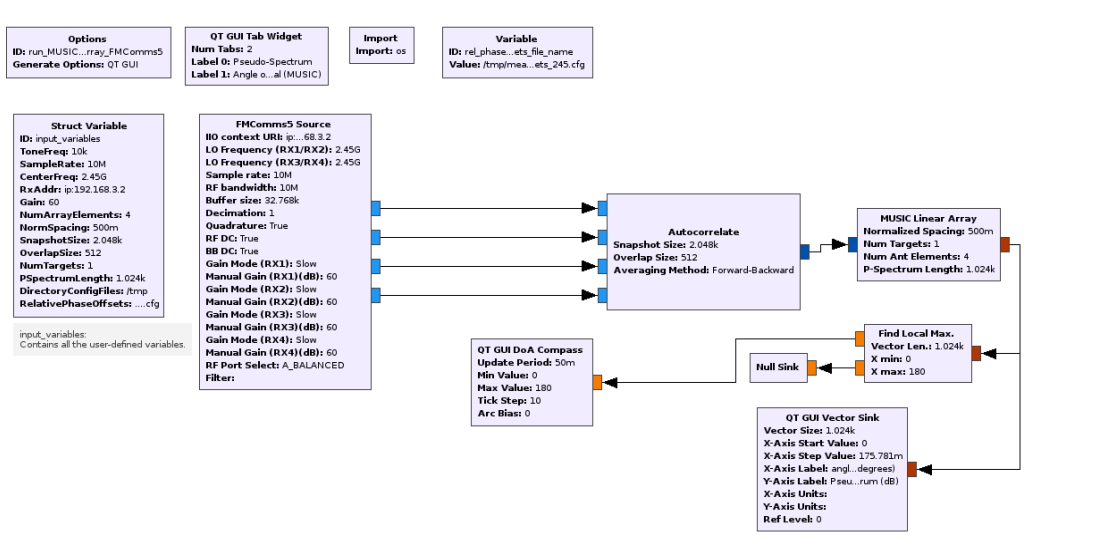 Options
ID: run_MUSIC...rray_FMComms5
Generate Options: QT GUI
QT GUI Tab Widget
Num Tabs: 2
Label 0: Pseudo-Spectrum
Label 1: Angle o...al (MUSIC)
Import
Import: os
Variable
ID: rel_phase...ets_file_name
Value: /tmp/mea...ets_245.cfg
Struct Variable
ID: input_variables
ToneFreq: 10k
SampleRate: 10M
CenterFreq: 2.45G
RxAddr: ip:192.168.3.2
Gain: 60
NumArrayElements: 4
NormSpacing: 500m
SnapshotSize: 2.048k
OverlapSize: 512
NumTargets: 1
PSpectrumLength: 1.024k
DirectoryConfigFiles: /tmp
RelativePhaseOffsets: ....cfg
input_variables:
Contains all the user-defined variables.
FMComms5 Source
IIO context URI: ip:...68.3.2
LO Frequency (RX1/RX2): 2.45G
LO Frequency (RX3/RX4): 2.45G
Sample rate: 10M
RF bandwidth: 10M
Buffer size: 32.768k
Decimation: 1
Quadrature: True
RF DC: True
BB DC: True
Gain Mode (RX1): Slow
Manual Gain (RX1)(dB): 60
Gain Mode (RX2): Slow
Manual Gain (RX2)(dB): 60
Gain Mode (RX3): Slow
Manual Gain (RX3)(dB): 60
Gain Mode (RX4): Slow
Manual Gain (RX4)(dB): 60
RF Port Select: A_BALANCED
Filter:
Autocorrelate
Snapshot Size: 2.048k
Overlap Size: 512
Averaging Method: Forward-Backward
MUSIC Linear Array
Normalized Spacing: 500m
Num Targets: 1
Num Ant Elements: 4
P-Spectrum Length: 1.024k
QT GUI DoA Compass
Update Period: 50m
Min Value: 0
Max Value: 180
Tick Step: 10
Arc Bias: 0
Null Sink
Find Local Max.
Vector Len.: 1.024k
X min: 0
X max: 180
QT GUI Vector Sink
Vector Size: 1.024k
X-Axis Start Value: 0
X-Axis Step Value: 175.781m
X-Axis Label: angl...degrees)
Y-Axis Label: Pseu...rum (dB)
X-Axis Units:
Y-Axis Units:
Ref Level: 0